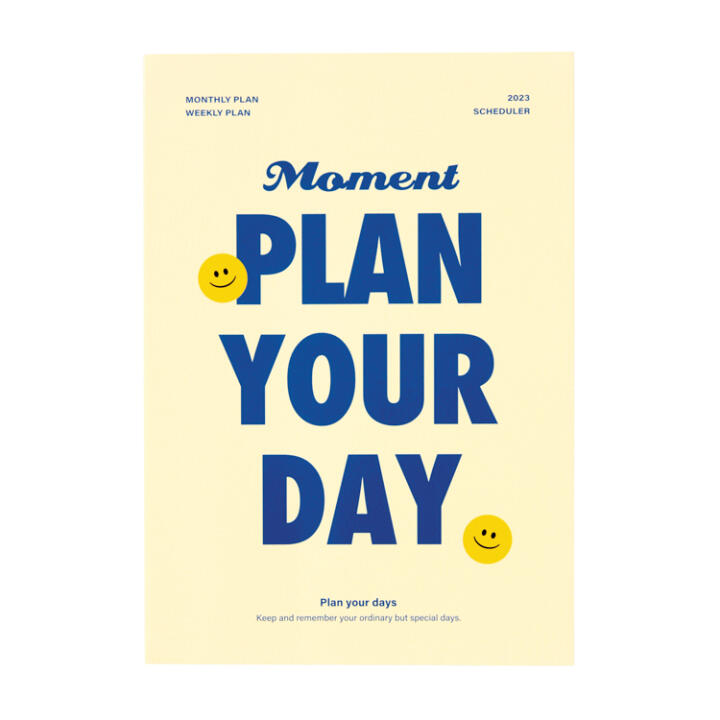 MONTHLY PLAN
WEEKLY PLAN
2023
SCHEDULER
Moment
PLAN
YOUR
DAY
Plan your days
Keep and remember your ordinary but special days.